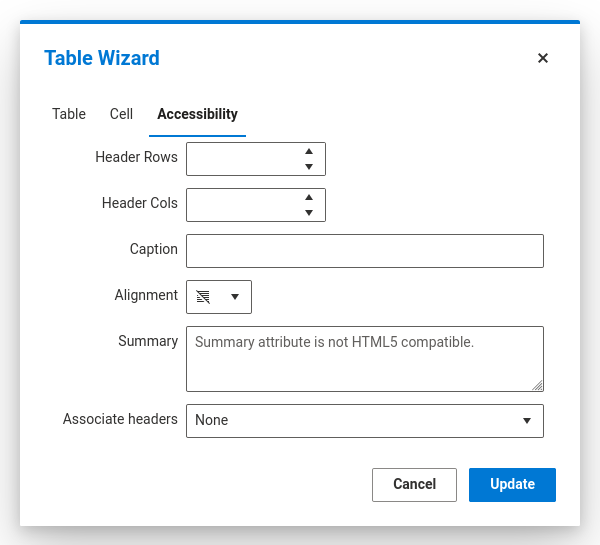 Table Wizard
Table Cell Accessibility
Header Rows
Header Cols
Caption
Alignment
Summary Summary attribute is not HTML5 compatible.
Associate headers None
Cancel Update